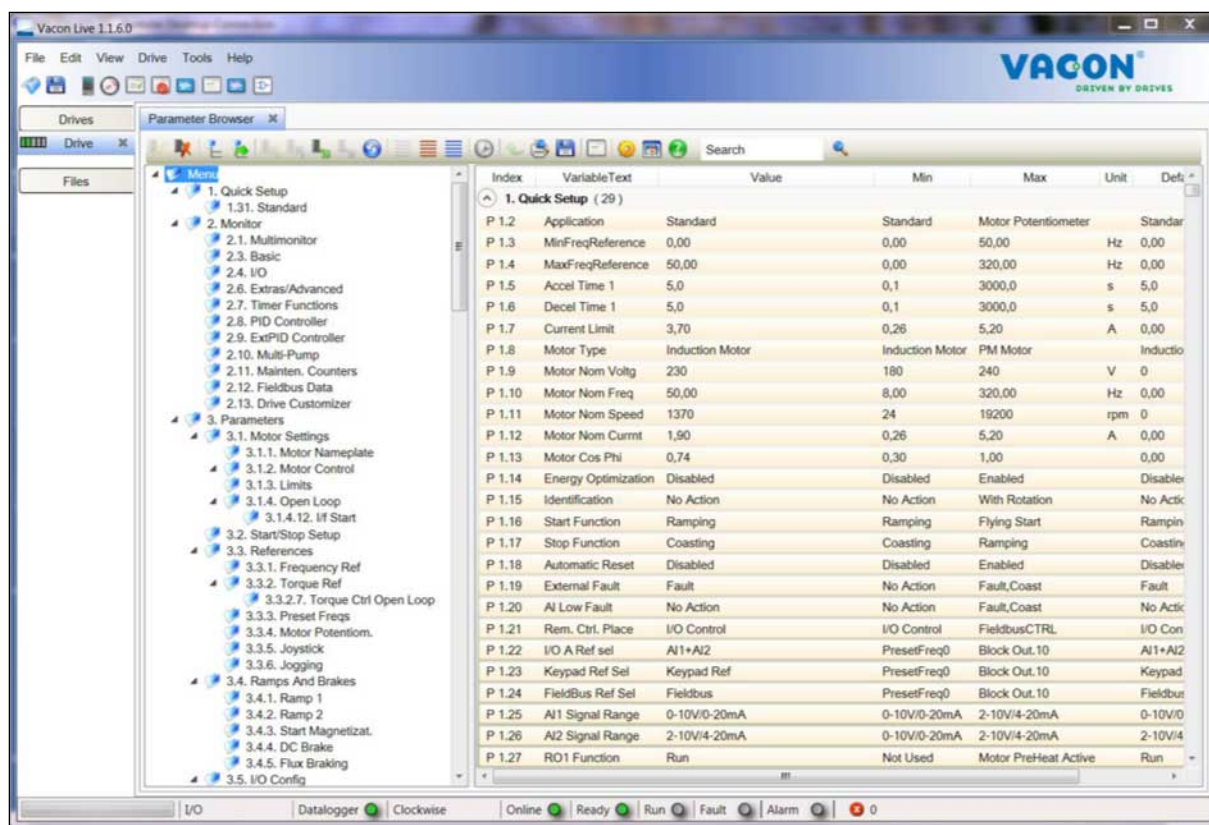 Vacon Live 1.1.6.0
File Edit View Drive Tools Help
VACON®
DRIVEN BY DRIVES
Drives
Drive
Files
Parameter Browser
Search
Menu
1. Quick Setup
1.31. Standard
2. Monitor
2.1. Multimonitor
2.3. Basic
2.4. I/O
2.6. Extras/Advanced
2.7. Timer Functions
2.8. PID Controller
2.9. ExtPID Controller
2.10. Multi-Pump
2.11. Mainten. Counters
2.12. Fieldbus Data
2.13. Drive Customizer
3. Parameters
3.1. Motor Settings
3.1.1. Motor Nameplate
3.1.2. Motor Control
3.1.3. Limits
3.1.4. Open Loop
3.1.4.12. I/f Start
3.2. Start/Stop Setup
3.3. References
3.3.1. Frequency Ref
3.3.2. Torque Ref
3.3.2.7. Torque Ctrl Open Loop
3.3.3. Preset Freqs
3.3.4. Motor Potentiom.
3.3.5. Joystick
3.3.6. Jogging
3.4. Ramps And Brakes
3.4.1. Ramp 1
3.4.2. Ramp 2
3.4.3. Start Magnetizat.
3.4.4. DC Brake
3.4.5. Flux Braking
3.5. I/O Config
Index VariableText Value Min Max Unit Defa
1. Quick Setup (29)
P 1.2 Application Standard Standard Motor Potentiometer Standar
P 1.3 MinFreqReference 0,00 0,00 50,00 Hz 0,00
P 1.4 MaxFreqReference 50,00 0,00 320,00 Hz 0,00
P 1.5 Accel Time 1 5,0 0,1 3000,0 s 5,0
P 1.6 Decel Time 1 5,0 0,1 3000,0 s 5,0
P 1.7 Current Limit 3,70 0,26 5,20 A 0,00
P 1.8 Motor Type Induction Motor Induction Motor PM Motor Inductio
P 1.9 Motor Nom Voltg 230 180 240 V 0
P 1.10 Motor Nom Freq 50,00 8,00 320,00 Hz 0,00
P 1.11 Motor Nom Speed 1370 24 19200 rpm 0
P 1.12 Motor Nom Currnt 1,90 0,26 5,20 A 0,00
P 1.13 Motor Cos Phi 0,74 0,30 1,00 0,00
P 1.14 Energy Optimization Disabled Disabled Enabled Disable
P 1.15 Identification No Action No Action With Rotation No Actic
P 1.16 Start Function Ramping Ramping Flying Start Rampin
P 1.17 Stop Function Coasting Coasting Ramping Coastin
P 1.18 Automatic Reset Disabled Disabled Enabled Disable
P 1.19 External Fault Fault No Action Fault,Coast Fault
P 1.20 AI Low Fault No Action No Action Fault,Coast No Actic
P 1.21 Rem. Ctrl. Place I/O Control I/O Control FieldbusCTRL I/O Con
P 1.22 I/O A Ref sel AI1+AI2 PresetFreq0 Block Out.10 AI1+AI2
P 1.23 Keypad Ref Sel Keypad Ref PresetFreq0 Block Out.10 Keypad
P 1.24 FieldBus Ref Sel Fieldbus PresetFreq0 Block Out.10 Fieldbus
P 1.25 AI1 Signal Range 0-10V/0-20mA 0-10V/0-20mA 2-10V/4-20mA 0-10V/0
P 1.26 AI2 Signal Range 2-10V/4-20mA 0-10V/0-20mA 2-10V/4-20mA 2-10V/4
P 1.27 RO1 Function Run Not Used Motor PreHeat Active Run
I/O Datalogger Clockwise Online Ready Run Fault Alarm 0